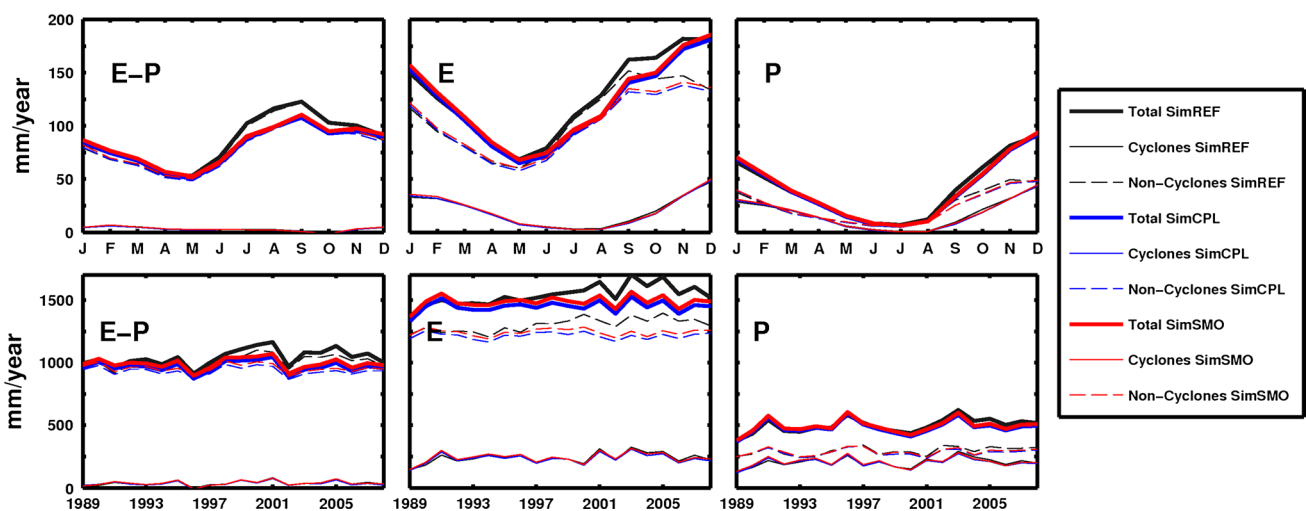 mm/year
200
150
100
50
0
E−P
J F M A M J J A S O N D
E
J F M A M J J A S O N D
P
J F M A M J J A S O N D
mm/year
1500
1000
500
0
E−P
1989 1993 1997 2001 2005
E
1989 1993 1997 2001 2005
P
1989 1993 1997 2001 2005
Total SimREF
Cyclones SimREF
Non−Cyclones SimREF
Total SimCPL
Cyclones SimCPL
Non−Cyclones SimCPL
Total SimSMO
Cyclones SimSMO
Non−Cyclones SimSMO